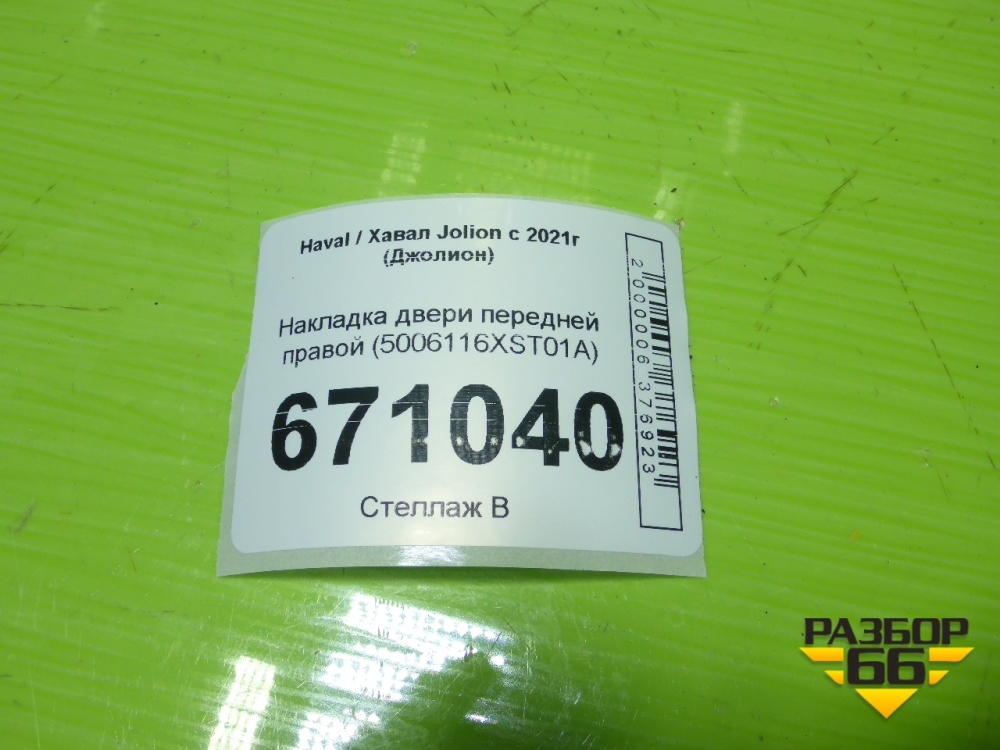 Haval / Хавал Jolion с 2021г
(Джолион)
Накладка двери передней
правой (5006116XST01A)
671040
Стеллаж В
2000006376923
РАЗБОР
66